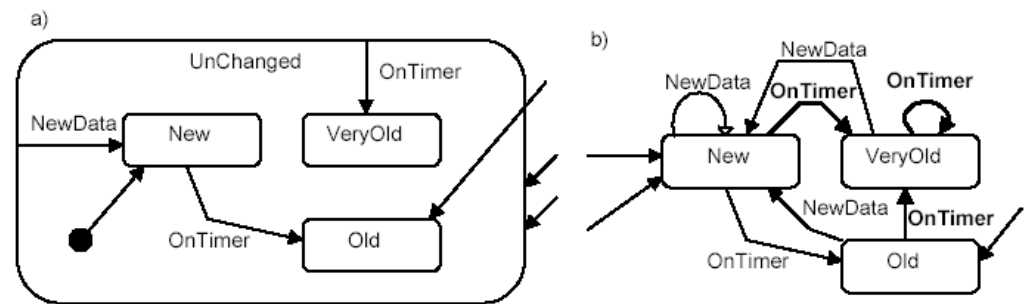 a)
UnChanged
OnTimer
NewData
New
VeryOld
OnTimer
Old
b)
NewData
NewData
OnTimer
OnTimer
New
VeryOld
NewData
OnTimer
OnTimer
Old